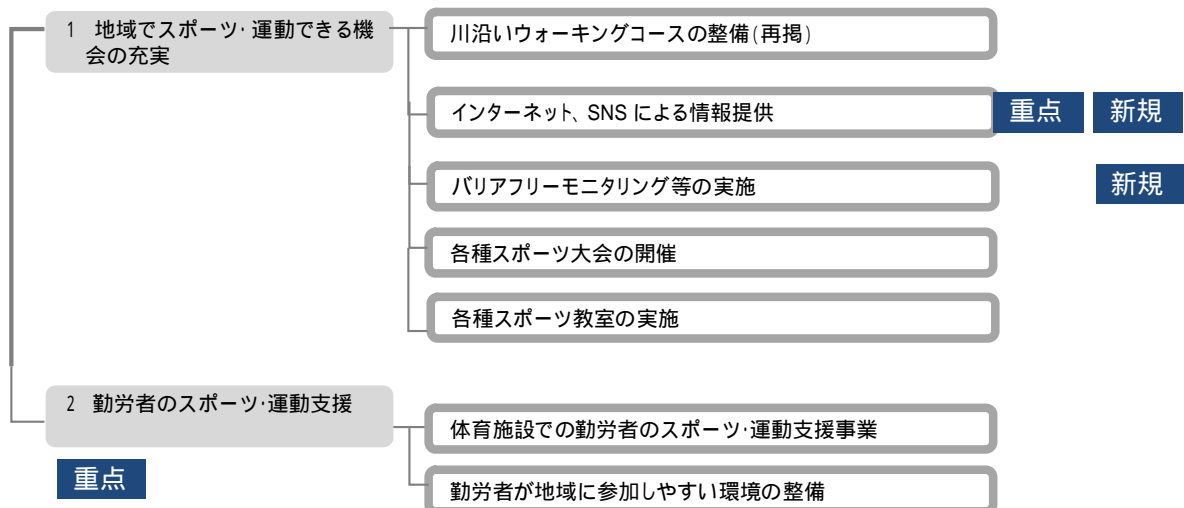 1 地域でスポーツ・運動できる機
会の充実
川沿いウォーキングコースの整備(再掲)
インターネット、SNS による情報提供
重点
新規
バリアフリーモニタリング等の実施
新規
各種スポーツ大会の開催
各種スポーツ教室の実施
2 勤労者のスポーツ・運動支援
重点
体育施設での勤労者のスポーツ・運動支援事業
勤労者が地域に参加しやすい環境の整備